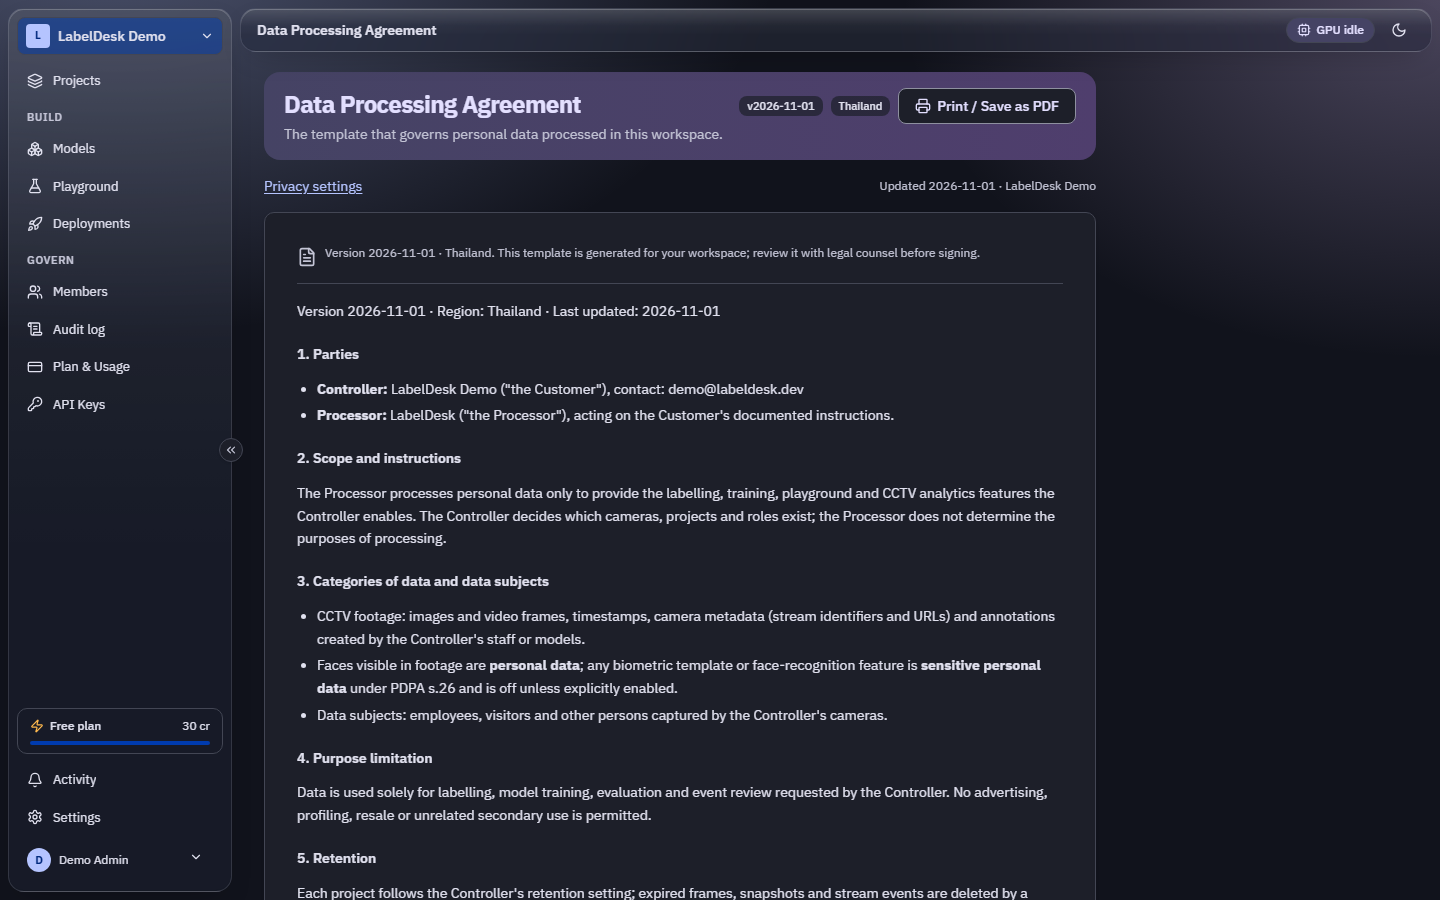 L
LabelDesk Demo
Projects
BUILD
Models
Playground
Deployments
GOVERN
Members
Audit log
Plan & Usage
API Keys
Free plan
30 cr
Activity
Settings
D
Demo Admin
Data Processing Agreement
GPU idle
Data Processing Agreement
The template that governs personal data processed in this workspace.
v2026-11-01
Thailand
Print / Save as PDF
Privacy settings
Updated 2026-11-01 · LabelDesk Demo
Version 2026-11-01 · Thailand. This template is generated for your workspace; review it with legal counsel before signing.
Version 2026-11-01 · Region: Thailand · Last updated: 2026-11-01
1. Parties
• Controller: LabelDesk Demo ("the Customer"), contact: demo@labeldesk.dev
• Processor: LabelDesk ("the Processor"), acting on the Customer's documented instructions.
2. Scope and instructions
The Processor processes personal data only to provide the labelling, training, playground and CCTV analytics features the
Controller enables. The Controller decides which cameras, projects and roles exist; the Processor does not determine the
purposes of processing.
3. Categories of data and data subjects
• CCTV footage: images and video frames, timestamps, camera metadata (stream identifiers and URLs) and annotations
created by the Controller's staff or models.
• Faces visible in footage are personal data; any biometric template or face-recognition feature is sensitive personal
data under PDPA s.26 and is off unless explicitly enabled.
• Data subjects: employees, visitors and other persons captured by the Controller's cameras.
4. Purpose limitation
Data is used solely for labelling, model training, evaluation and event review requested by the Controller. No advertising,
profiling, resale or unrelated secondary use is permitted.
5. Retention
Each project follows the Controller's retention setting; expired frames, snapshots and stream events are deleted by a